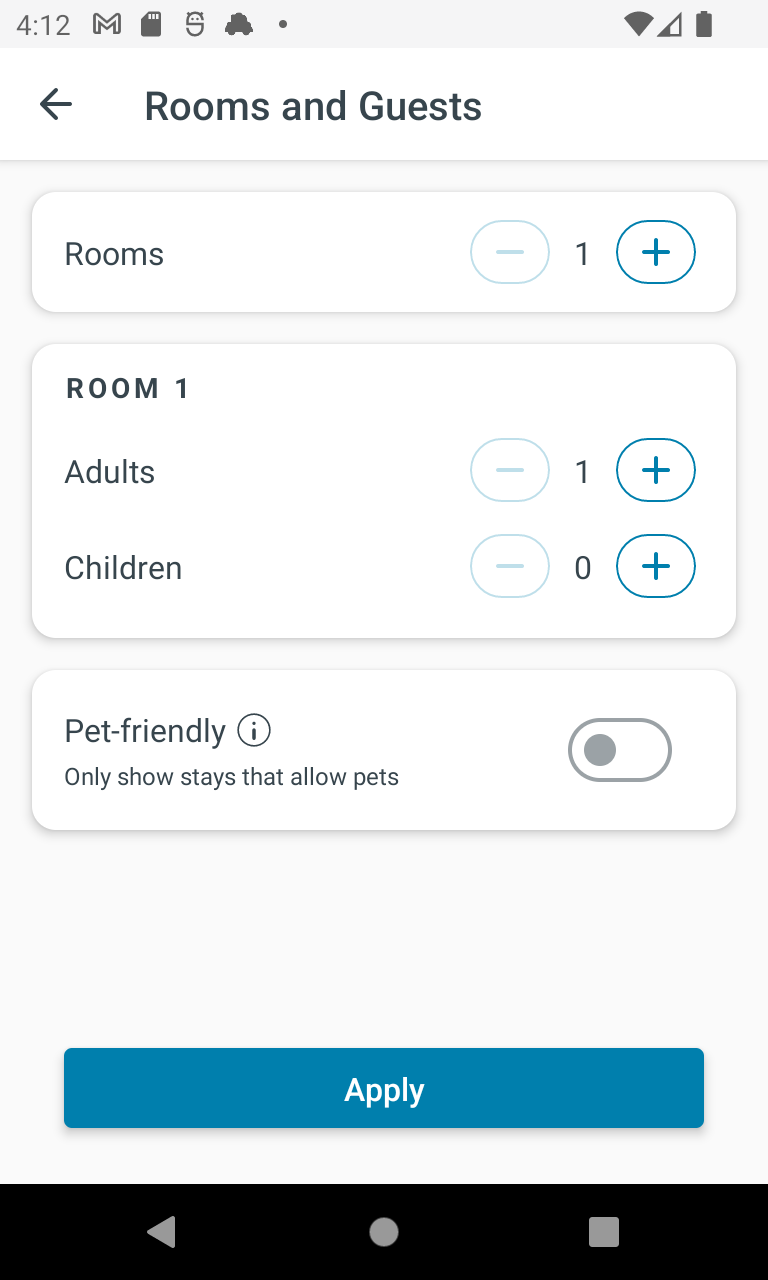 4:12
Rooms and Guests
Rooms
1
ROOM 1
Adults
1
Children
0
Pet-friendly
Only show stays that allow pets
Apply